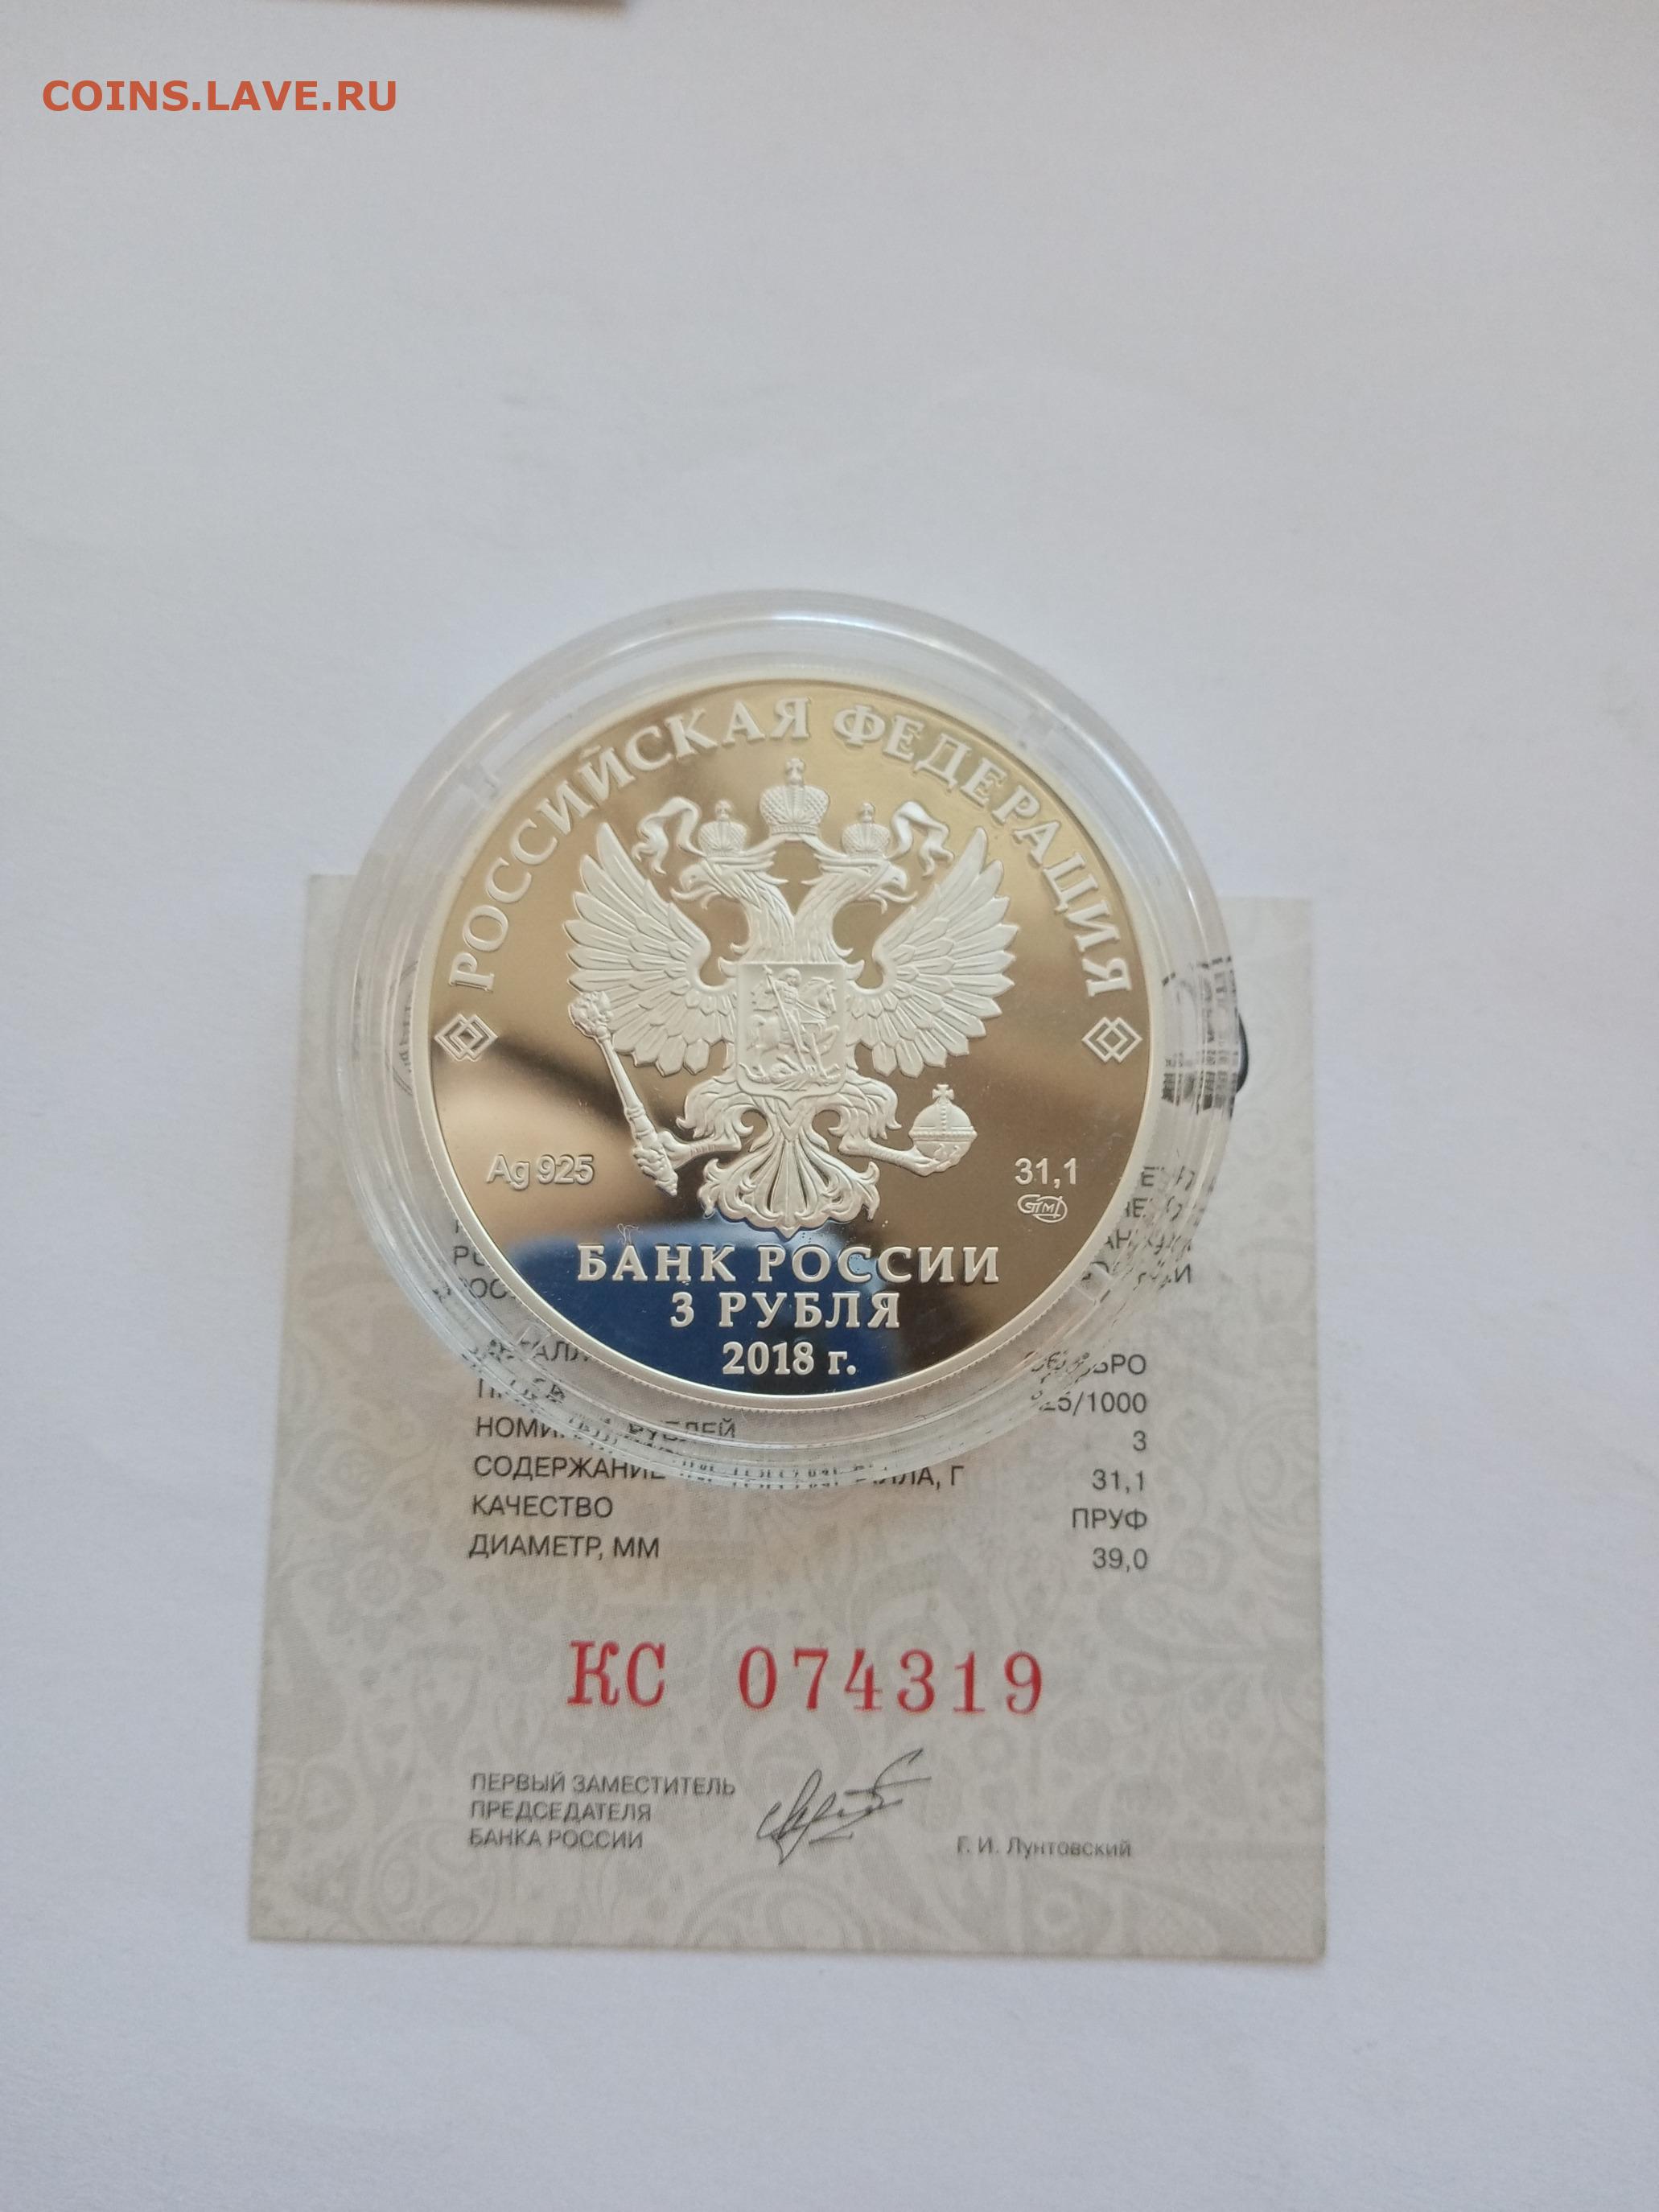 COINS.LAVE.RU
РОССИЙСКАЯ ФЕДЕРАЦИЯ
Ag 925
31,1
БАНК РОССИИ
3 РУБЛЯ
2018 г.
3
СОДЕРЖАНИЕ Г
31,1
КАЧЕСТВО
ПРУФ
ДИАМЕТР, ММ
39,0
КС 074319
ПЕРВЫЙ ЗАМЕСТИТЕЛЬ
ПРЕДСЕДАТЕЛЯ
БАНКА РОССИИ
Г. И. Лунтовский